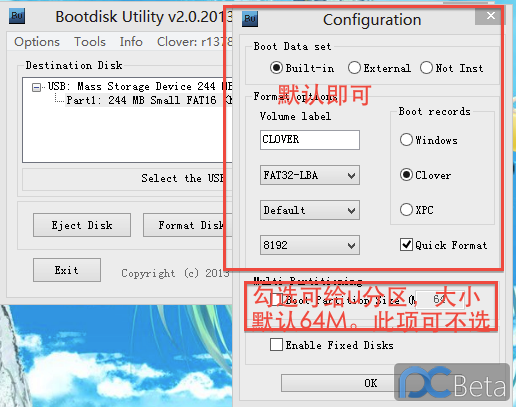 Bootdisk Utility v2.0.2013
Options Tools Info Clover: r1378
Destination Disk
USB: Mass Storage Device 244 MB
Part1: 244 MB Small FAT16
Select the USB
Eject Disk
Format Disk
Exit
Copyright (c) 2013
Configuration
Boot Data set
Built-in
External
Not Inst
Format options
默认即可
Volume label
CLOVER
FAT32-LBA
Default
8192
Boot records
Windows
Clover
XPC
Quick Format
Multi Partitioning
Boot Partition Size (M
64
勾选可给u分区，大小
默认64M。此项可不选
Enable Fixed Disks
OK
PCBeta